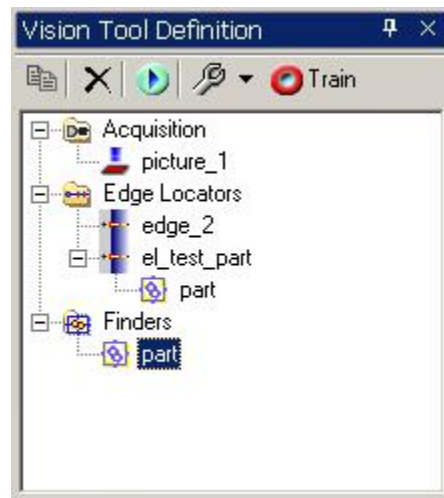 Vision Tool Definition
Train
Acquisition
picture_1
Edge Locators
edge_2
el_test_part
part
Finders
part